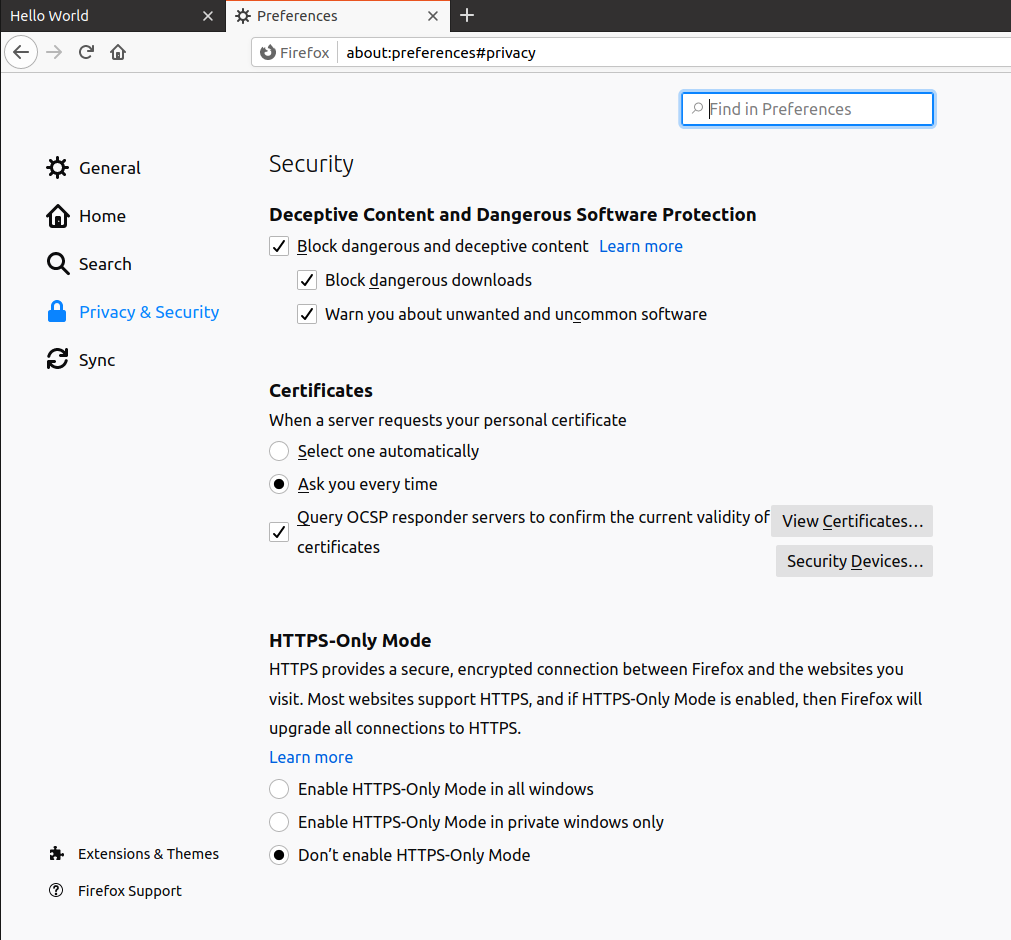 Hello World
Preferences
Firefox
about:preferences#privacy
Find in Preferences
General
Home
Search
Privacy & Security
Sync
Extensions & Themes
Firefox Support
Security
Deceptive Content and Dangerous Software Protection
Block dangerous and deceptive content Learn more
Block dangerous downloads
Warn you about unwanted and uncommon software
Certificates
When a server requests your personal certificate
Select one automatically
Ask you every time
Query OCSP responder servers to confirm the current validity of
certificates
View Certificates…
Security Devices…
HTTPS-Only Mode
HTTPS provides a secure, encrypted connection between Firefox and the websites you
visit. Most websites support HTTPS, and if HTTPS-Only Mode is enabled, then Firefox will
upgrade all connections to HTTPS.
Learn more
Enable HTTPS-Only Mode in all windows
Enable HTTPS-Only Mode in private windows only
Don’t enable HTTPS-Only Mode